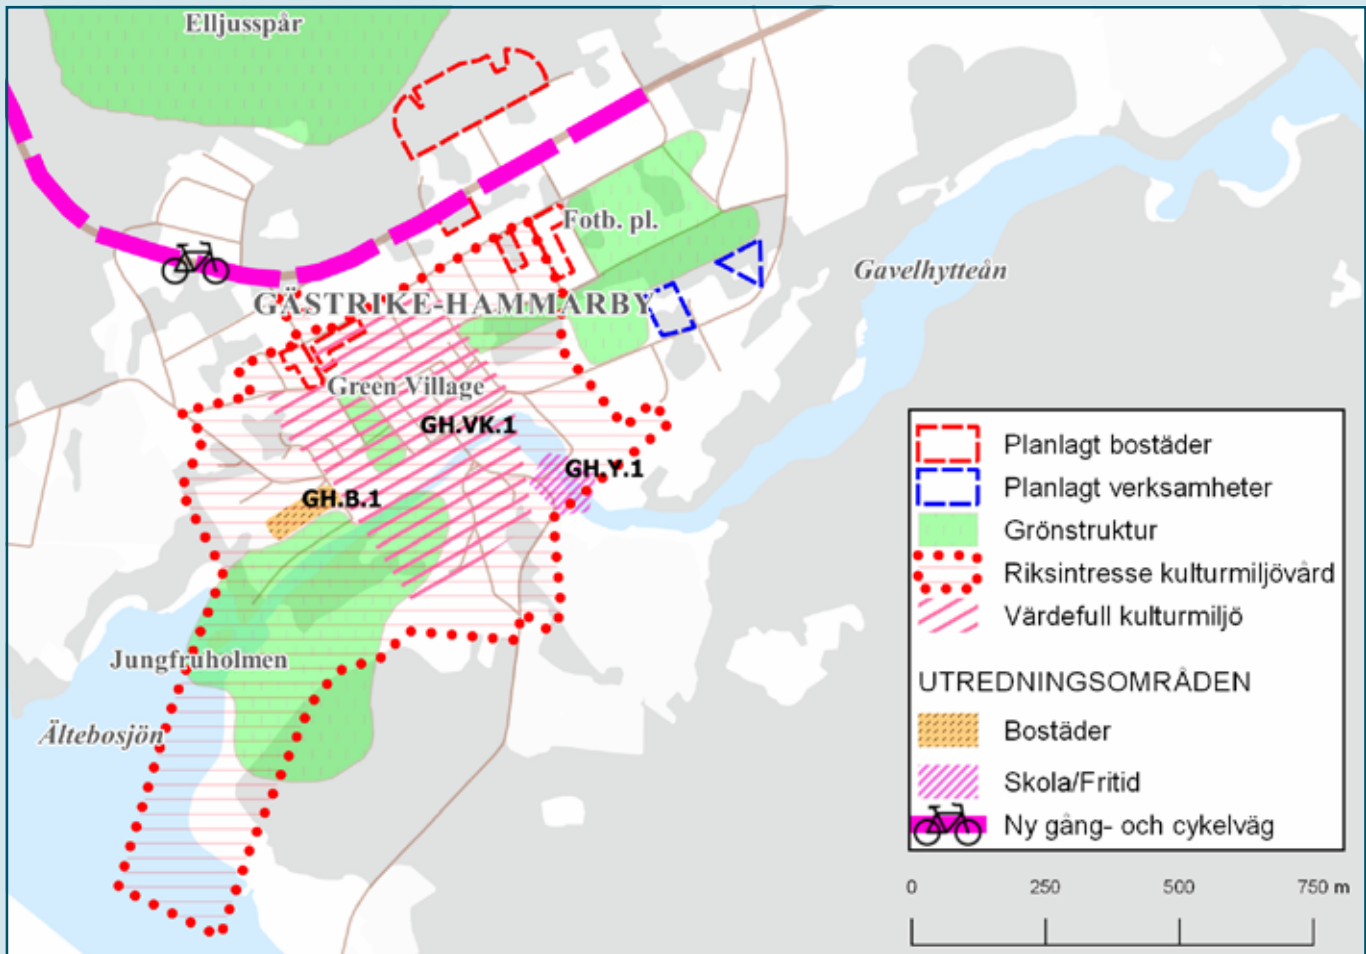 Elljusspår
Fotb. pl.
Gavelhytteån
GÄSTRIKE-HAMMARBY
Green Village
GH.VK.1
GH.Y.1
GH.B.1
Jungfruholmen
Ältebosjön
Planlagt bostäder
Planlagt verksamheter
Grönstruktur
Riksintresse kulturmiljövård
Värdefull kulturmiljö
UTREDNINGSOMRÅDEN
Bostäder
Skola/Fritid
Ny gång- och cykelväg
0 250 500 750 m